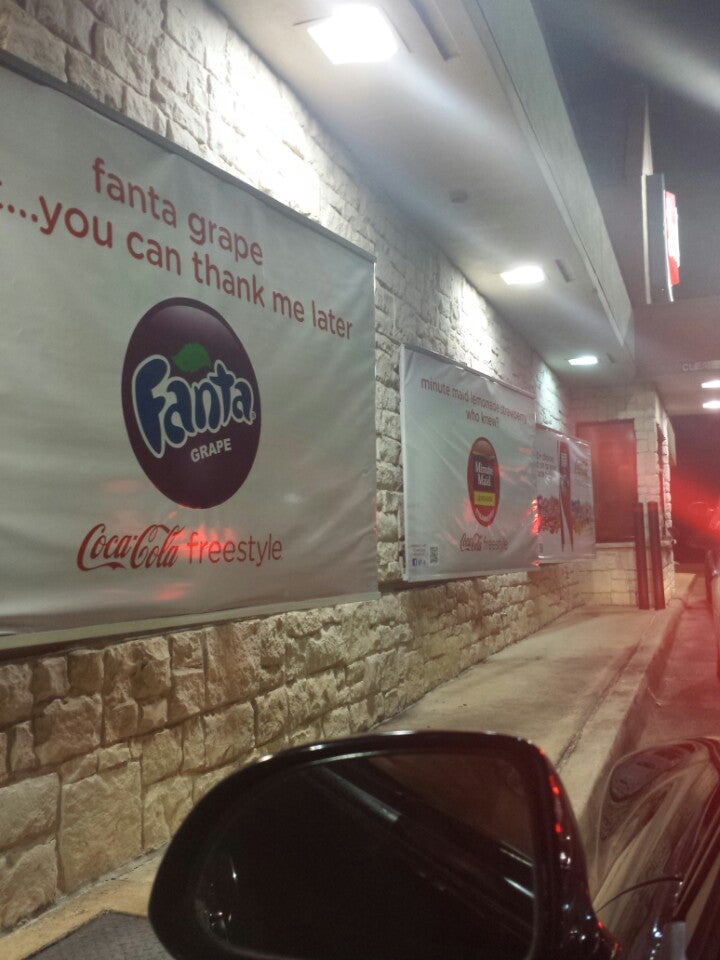 fanta grape
...you can thank me later
Fanta
GRAPE
Coca-Cola freestyle
minute maid lemonade strawberry
who knew?
Minute
Maid
Coca-Cola freestyle